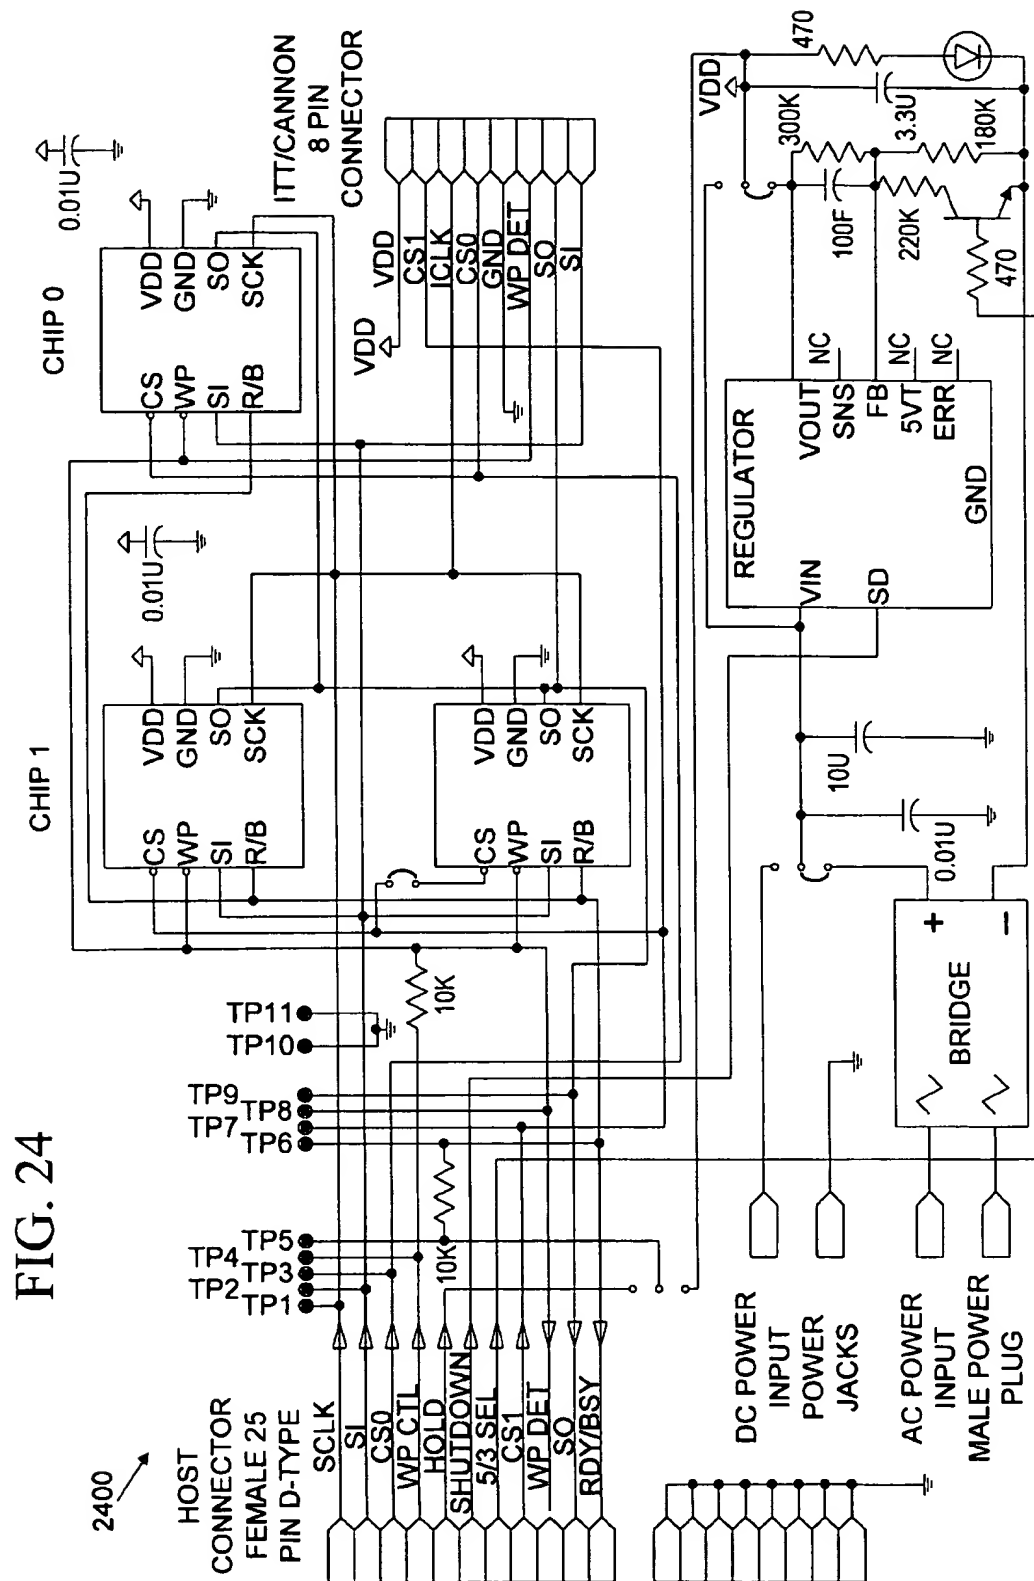 FIG. 24
2400
HOST
CONNECTOR
FEMALE 25
PIN D-TYPE
SCLK
SI
CS0
WP CTL
HOLD
SHUTDOWN
5/3 SEL
CS1
WP DET
SO
RDY/BSY
TP1
TP2
TP3
TP4
TP5
TP6
TP7
TP8
TP9
TP10
TP11
10K
10K
CHIP 1
CS
WP
SI
R/B
VDD
GND
SO
SCK
0.01U
CS
WP
SI
R/B
VDD
GND
SO
SCK
CHIP 0
CS
WP
SI
R/B
VDD
GND
SO
SCK
0.01U
ITT/CANNON
8 PIN
CONNECTOR
VDD
VDD
CS1
ICLK
CS0
GND
WP DET
SO
SI
DC POWER
INPUT
POWER
JACKS
AC POWER
INPUT
MALE POWER
PLUG
BRIDGE
+
−
0.01U
10U
REGULATOR
VIN
SD
VOUT
SNS
FB
5VT
ERR
GND
NC
NC
NC
100F
220K
470
300K
3.3U
180K
VDD
470